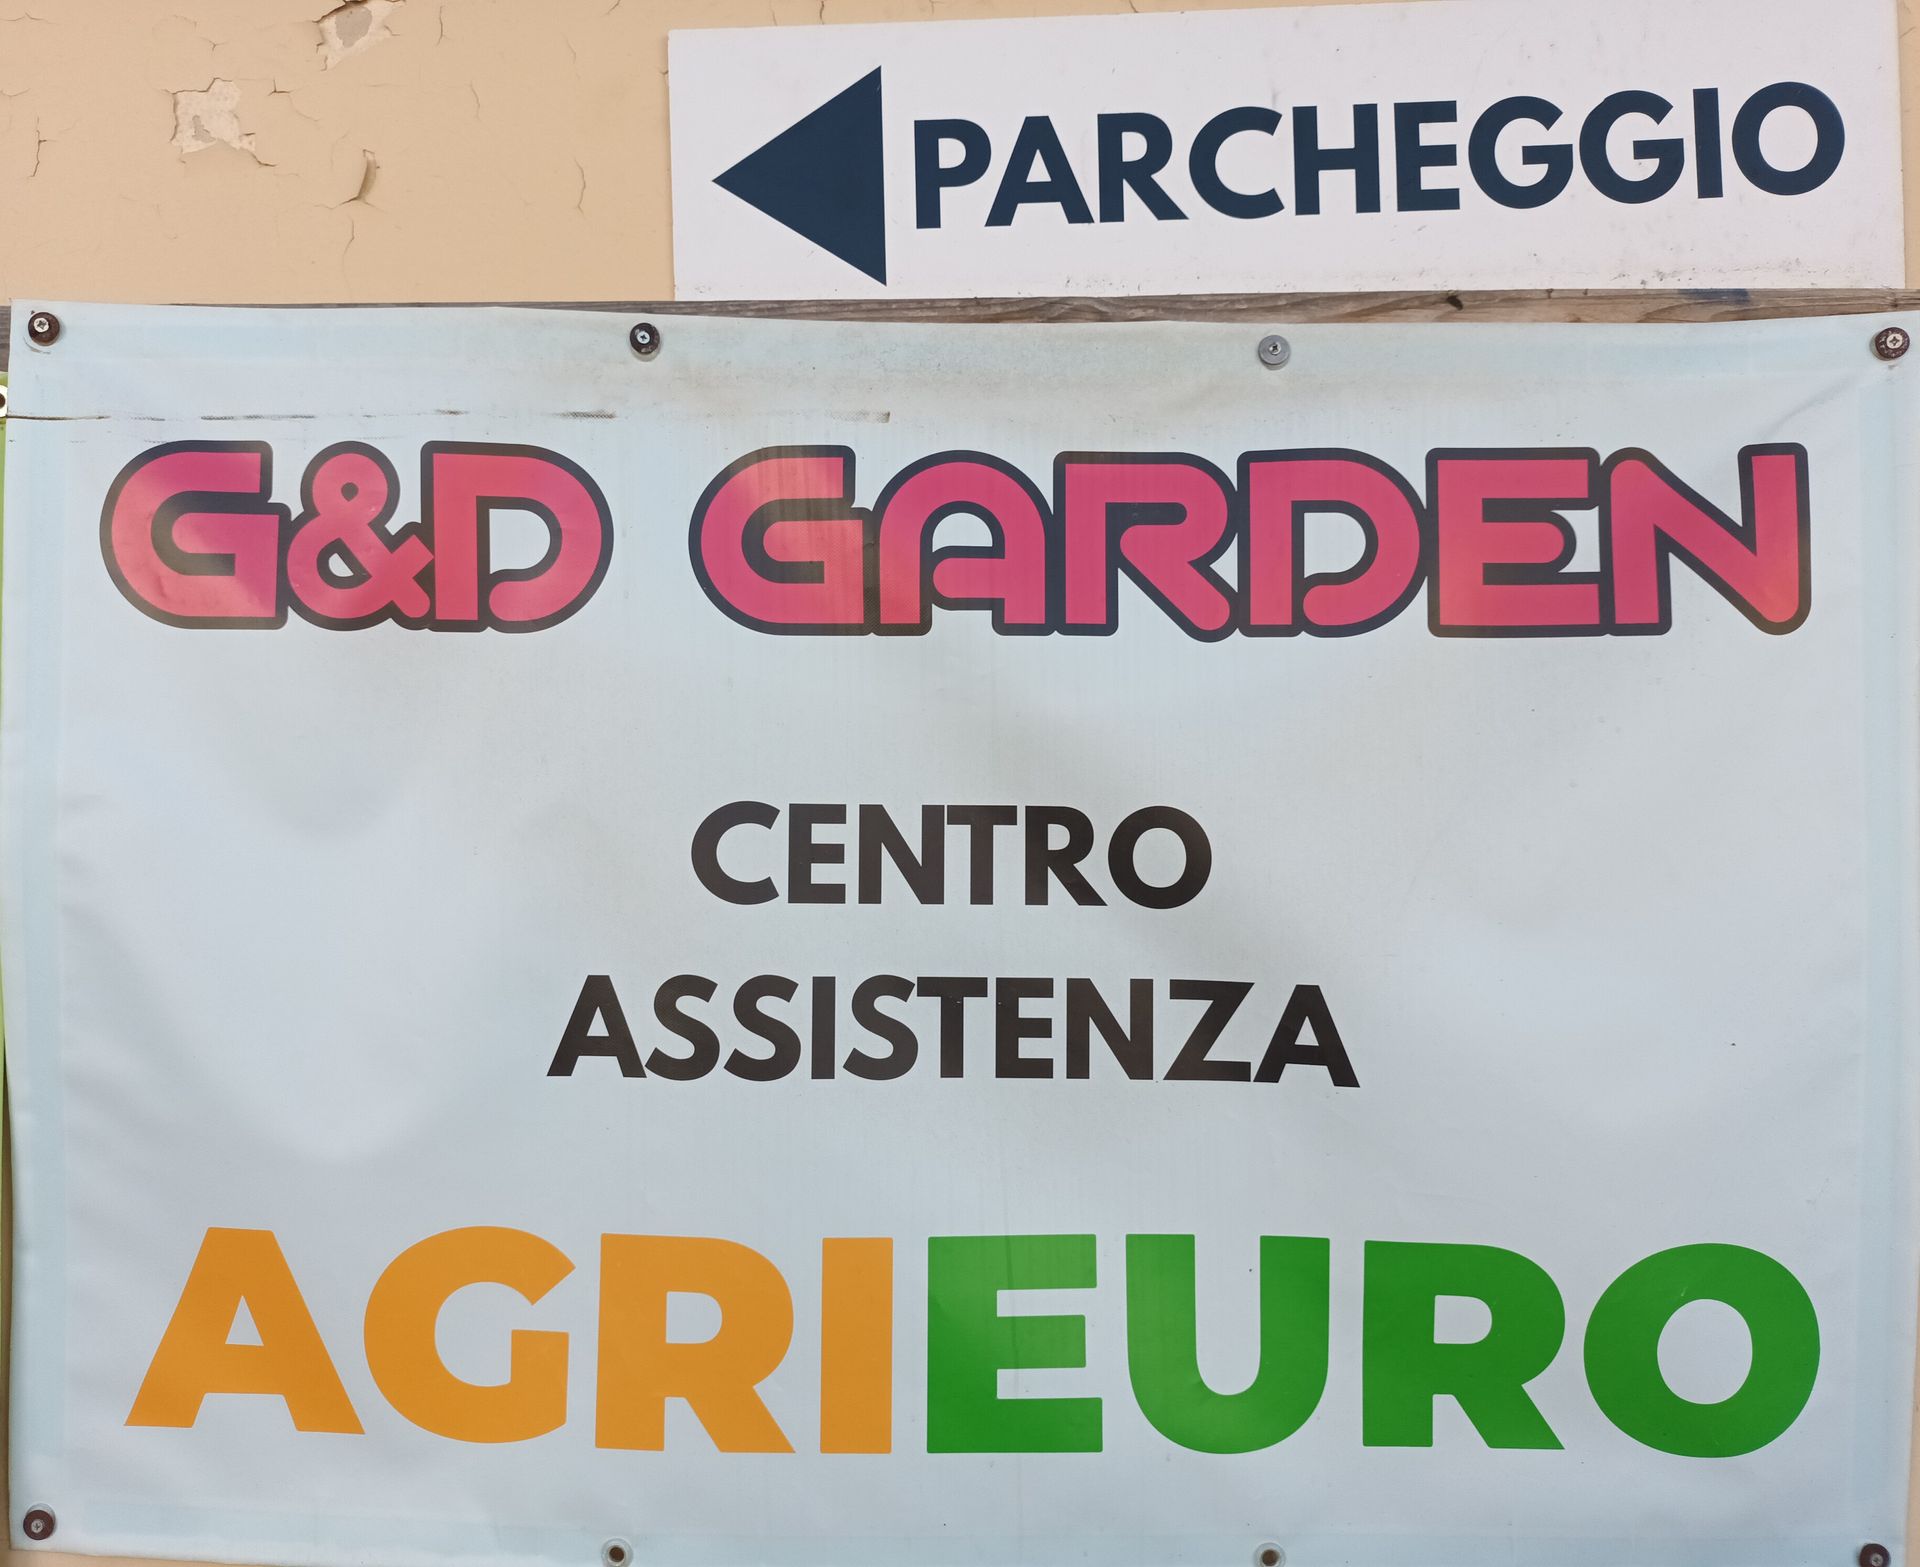 PARCHEGGIO
G&D GARDEN
CENTRO
ASSISTENZA
AGRIEURO